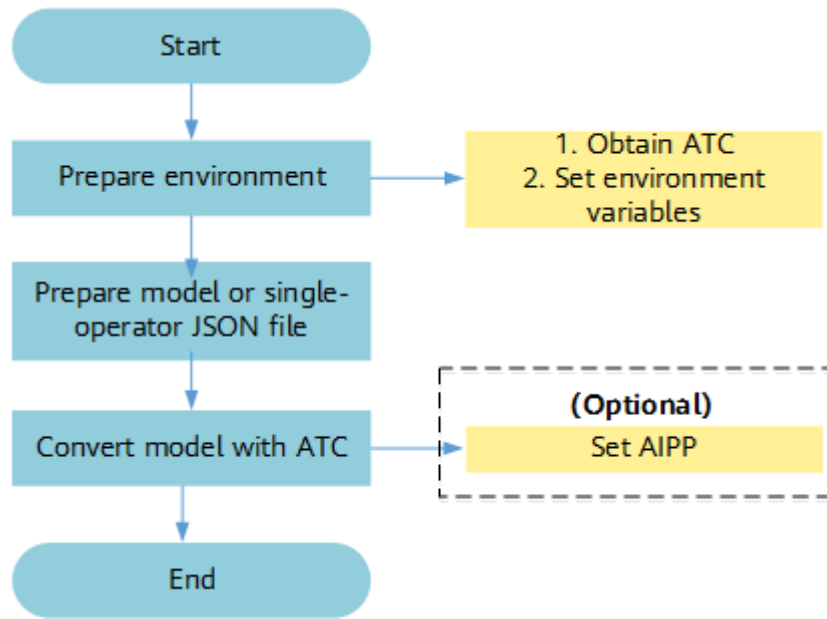 Start
Prepare environment
1. Obtain ATC
2. Set environment
variables
Prepare model or single-
operator JSON file
(Optional)
Convert model with ATC
Set AIPP
End